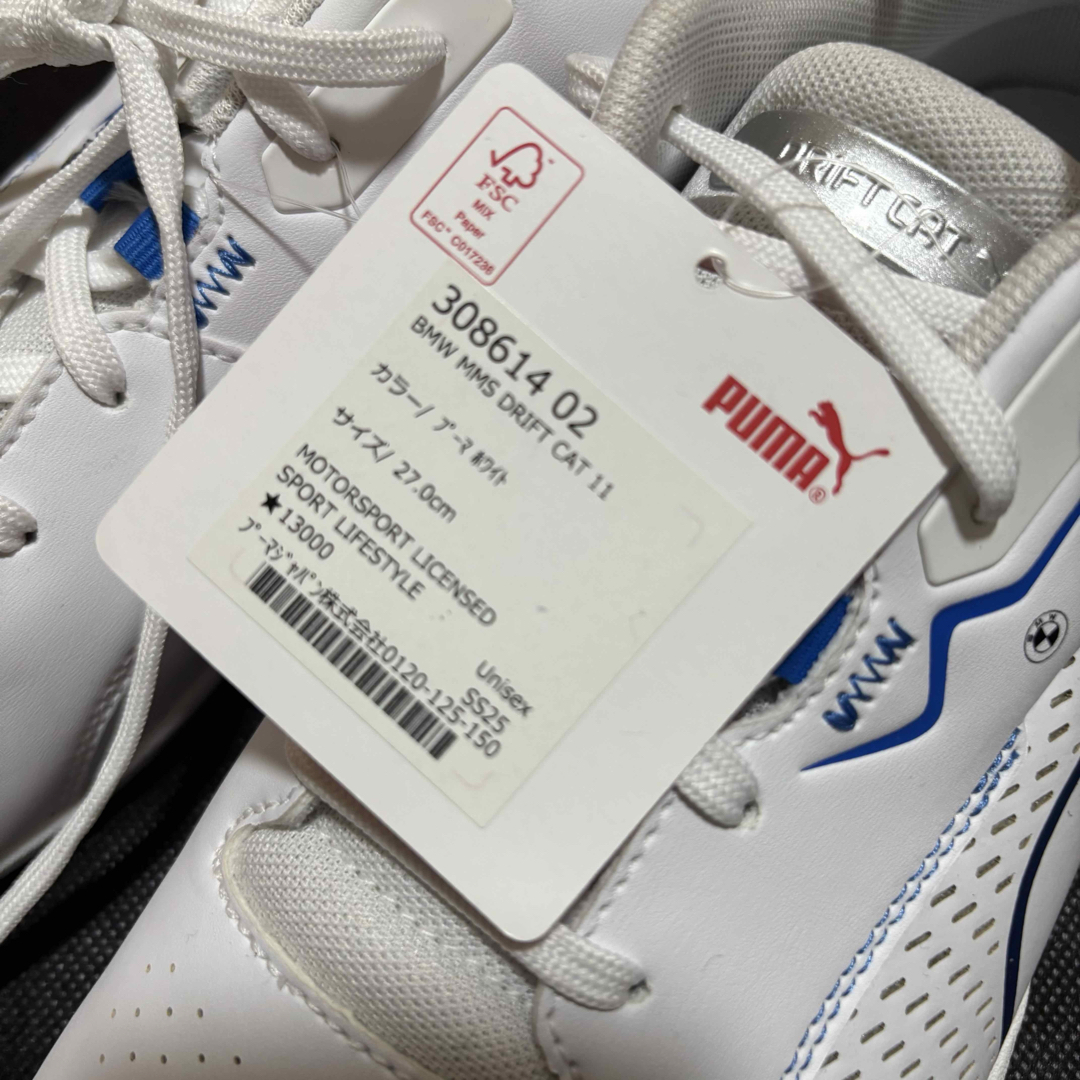 FSC
MIX
Paper
FSC™ C017236
308614 02
BMW MMS DRIFT CAT 11
カラー/ プーマ ホワイト
サイズ/ 27.0cm
MOTORSPORT LICENSED
SPORT LIFESTYLE
★13000
Unisex
SS25
プーマジャパン株式会社0120-125-150
PUMA®
DRIFT CAT
BMW